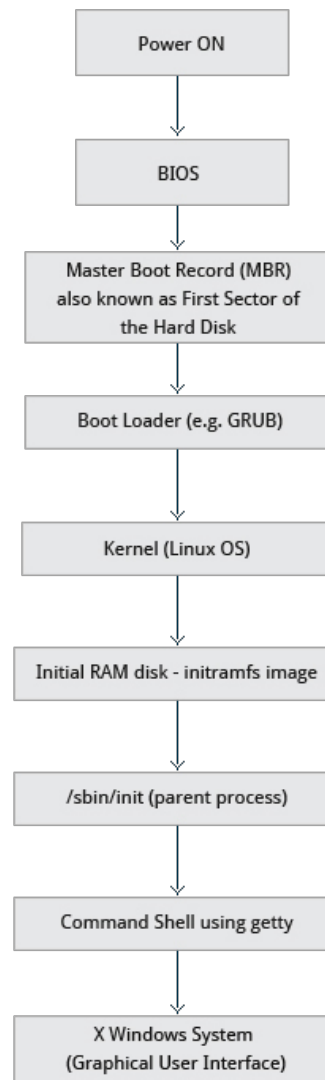 Power ON
BIOS
Master Boot Record (MBR)
also known as First Sector of
the Hard Disk
Boot Loader (e.g. GRUB)
Kernel (Linux OS)
Initial RAM disk - initramfs image
/sbin/init (parent process)
Command Shell using getty
X Windows System
(Graphical User Interface)